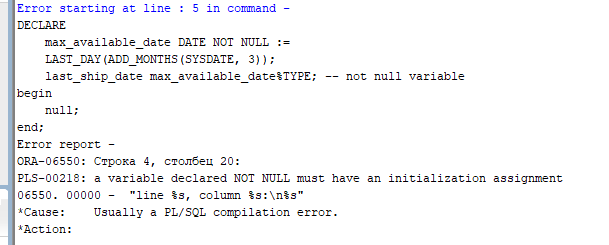 Error starting at line : 5 in command -
DECLARE
    max_available_date DATE NOT NULL :=
    LAST_DAY(ADD_MONTHS(SYSDATE, 3));
    last_ship_date max_available_date%TYPE; -- not null variable
begin
    null;
end;
Error report -
ORA-06550: Строка 4, столбец 20:
PLS-00218: a variable declared NOT NULL must have an initialization assignment
06550. 00000 -  "line %s, column %s:\n%s"
*Cause:    Usually a PL/SQL compilation error.
*Action: